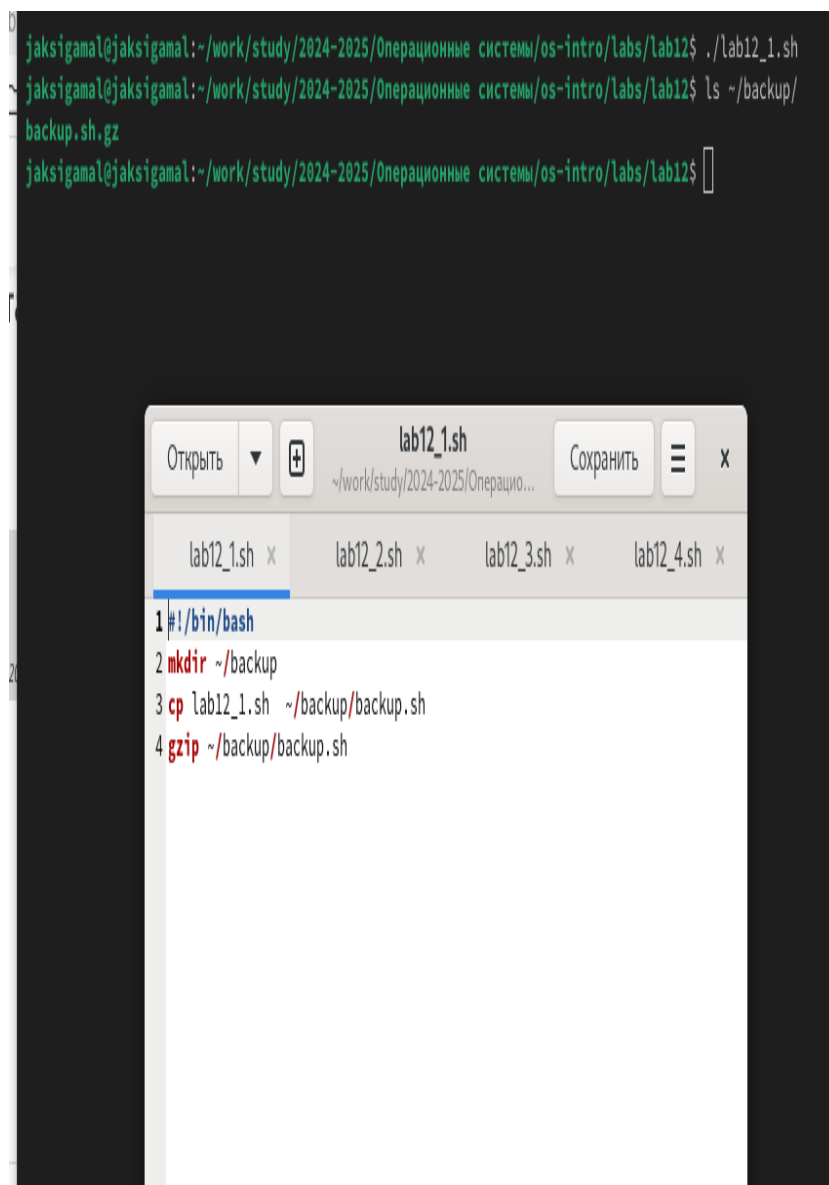 jaksigamal@jaksigamal:~/work/study/2024-2025/Операционные системы/os-intro/labs/lab12$ ./lab12_1.sh
jaksigamal@jaksigamal:~/work/study/2024-2025/Операционные системы/os-intro/labs/lab12$ ls ~/backup/
backup.sh.gz
jaksigamal@jaksigamal:~/work/study/2024-2025/Операционные системы/os-intro/labs/lab12$
Открыть lab12_1.sh Сохранить
~/work/study/2024-2025/Операцио...
lab12_1.sh × lab12_2.sh × lab12_3.sh × lab12_4.sh ×
1 #!/bin/bash
2 mkdir ~/backup
3 cp lab12_1.sh  ~/backup/backup.sh
4 gzip ~/backup/backup.sh